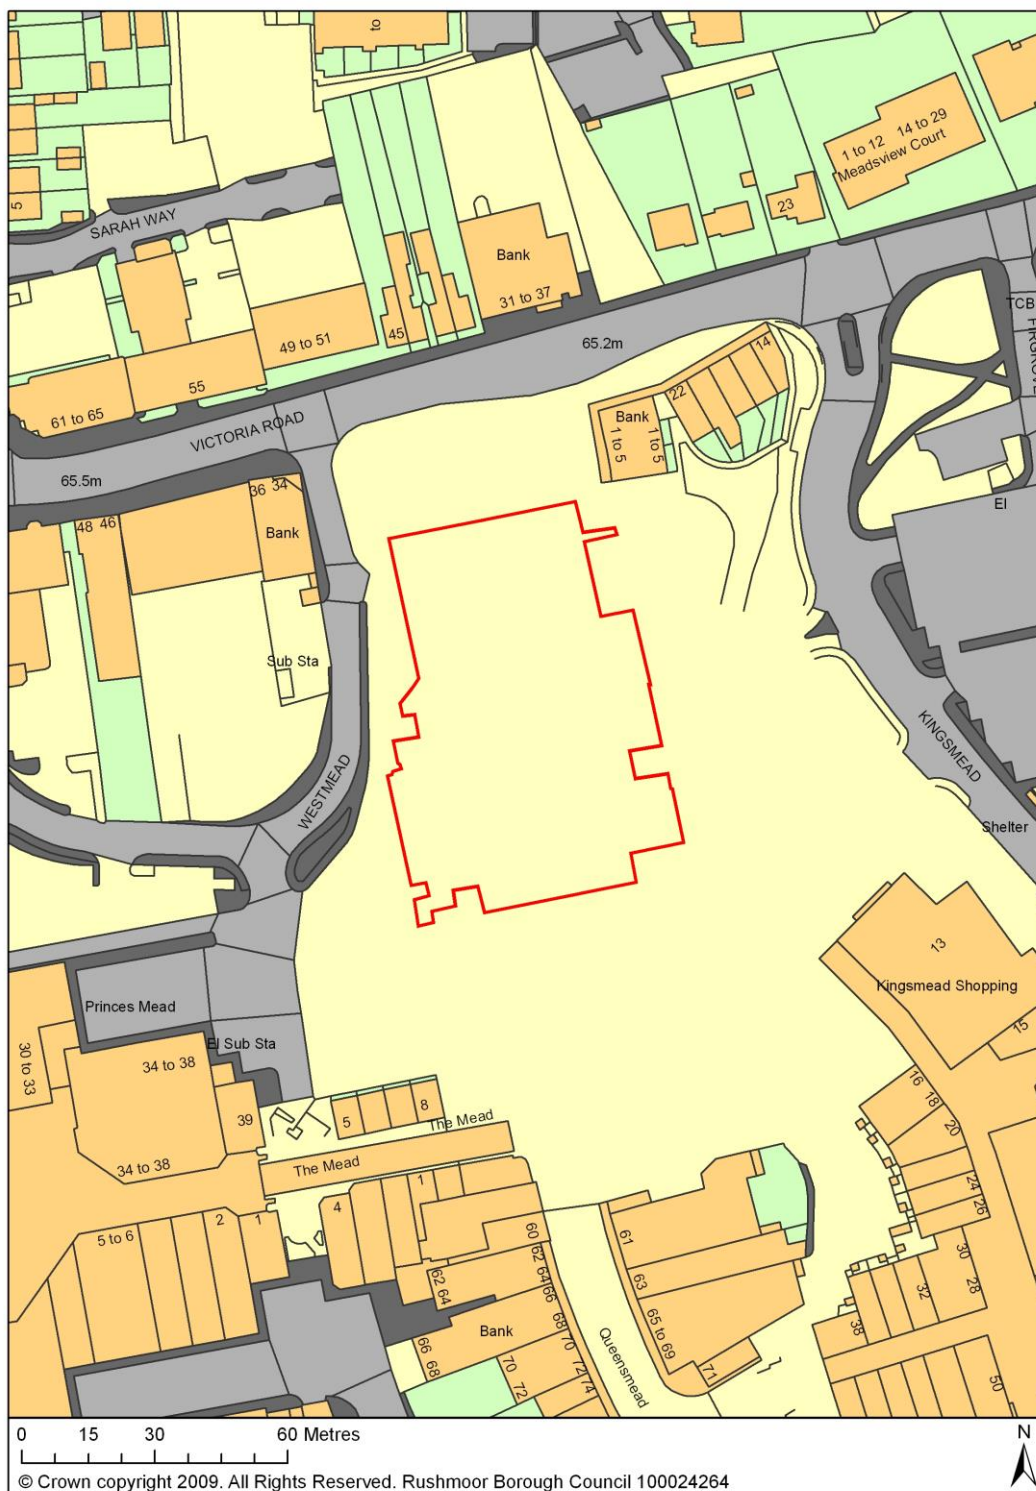 to
5
SARAH WAY
Bank
31 to 37
1 to 12 14 to 29
Meadsview Court
23
TCB
FIRGROVE
45
49 to 51
65.2m
55
61 to 65
VICTORIA ROAD
14
22
Bank
1 to 5
1 to 5
65.5m
36 34
48 46
Bank
El
Sub Sta
WESTMEAD
KINGSMEAD
Shelter
13
Kingsmead Shopping
15
Princes Mead
El Sub Sta
30 to 33
34 to 38
39
34 to 38
5
8
The Mead
The Mead
16
18
20
24
26
4
1
5 to 6
2
1
60
62
64
66
62
64
68
70
72
74
66
68
Bank
70
72
61
63
65 to 69
71
Queensmead
30
28
32
38
50
0 15 30 60 Metres
N
© Crown copyright 2009. All Rights Reserved. Rushmoor Borough Council 100024264